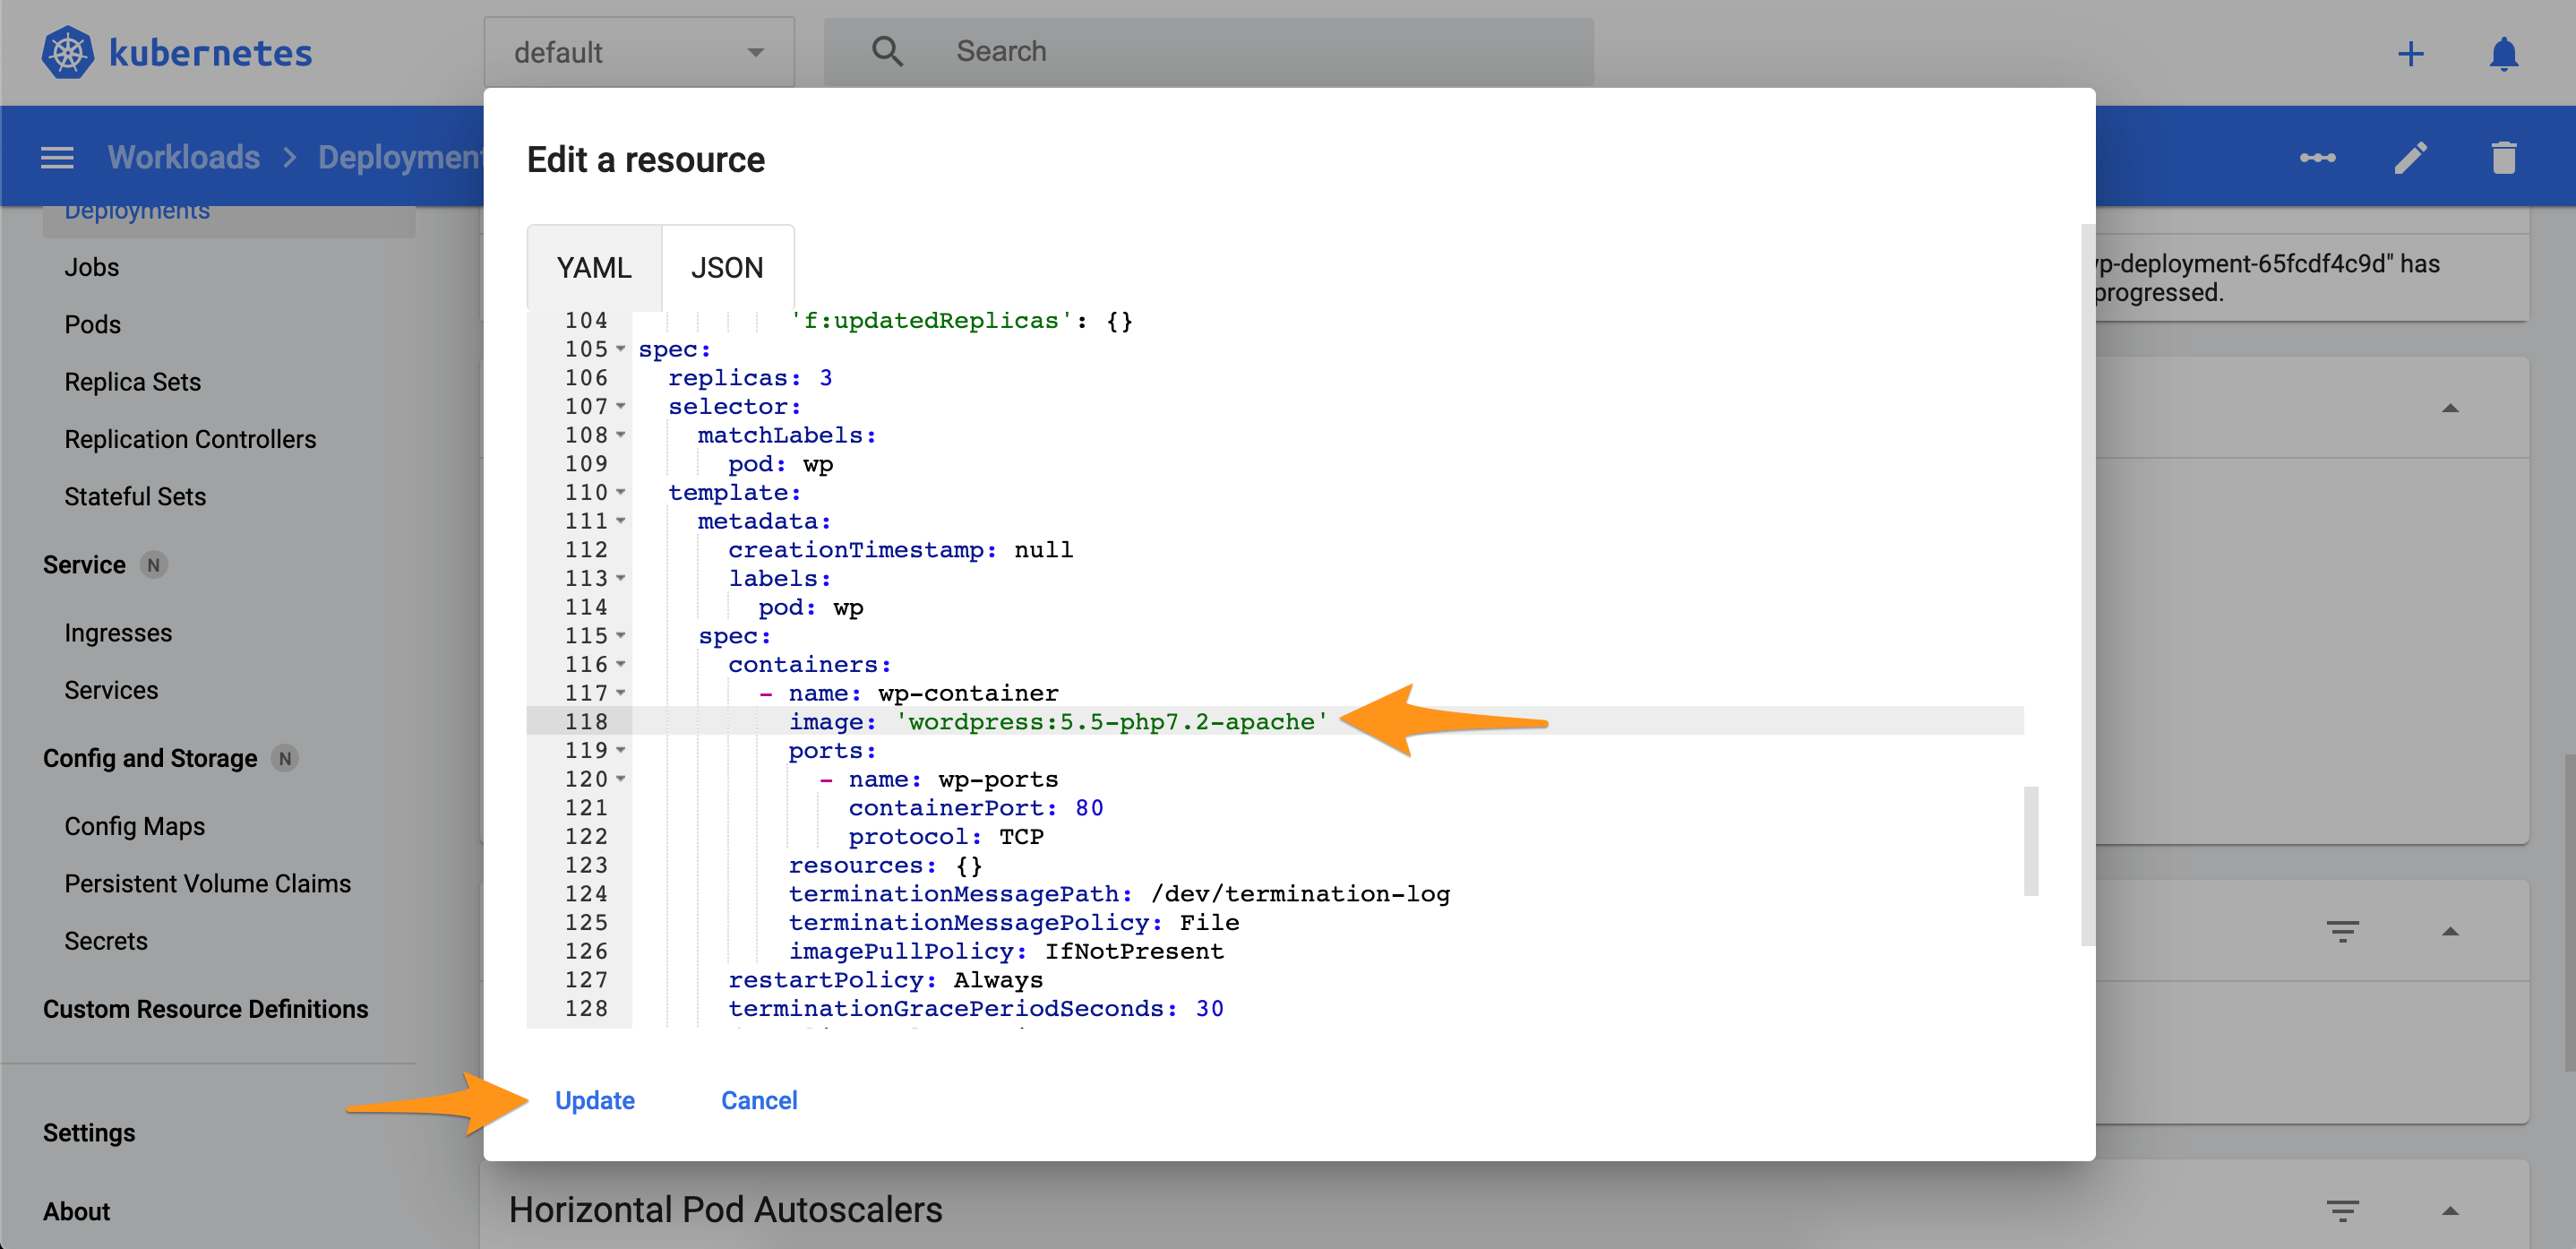 kubernetes
default
Search
Workloads > Deployment
Deployments
Jobs
Pods
Replica Sets
Replication Controllers
Stateful Sets
Service N
Ingresses
Services
Config and Storage N
Config Maps
Persistent Volume Claims
Secrets
Custom Resource Definitions
Settings
About
Edit a resource
YAML JSON
104 'f:updatedReplicas': {}
105 spec:
106 replicas: 3
107 selector:
108 matchLabels:
109 pod: wp
110 template:
111 metadata:
112 creationTimestamp: null
113 labels:
114 pod: wp
115 spec:
116 containers:
117 - name: wp-container
118 image: 'wordpress:5.5-php7.2-apache'
119 ports:
120 - name: wp-ports
121 containerPort: 80
122 protocol: TCP
123 resources: {}
124 terminationMessagePath: /dev/termination-log
125 terminationMessagePolicy: File
126 imagePullPolicy: IfNotPresent
127 restartPolicy: Always
128 terminationGracePeriodSeconds: 30
Update Cancel
p-deployment-65fcdf4c9d" has
progressed.
Horizontal Pod Autoscalers